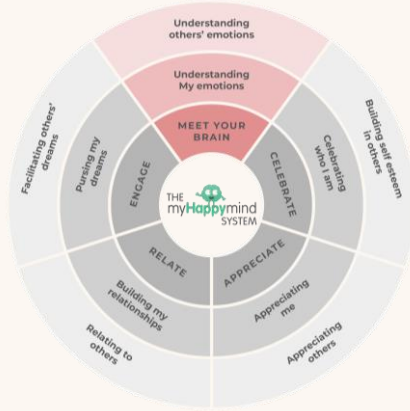 Understanding
others' emotions
Understanding
My emotions
MEET YOUR
BRAIN
Building self esteem
in others
Celebrating
who I am
CELEBRATE
Appreciating
others
Appreciating
me
APPRECIATE
Relating to
others
Building my
relationships
RELATE
Facilitating others'
dreams
Pursing my
dreams
ENGAGE
THE
myHappymind
SYSTEM